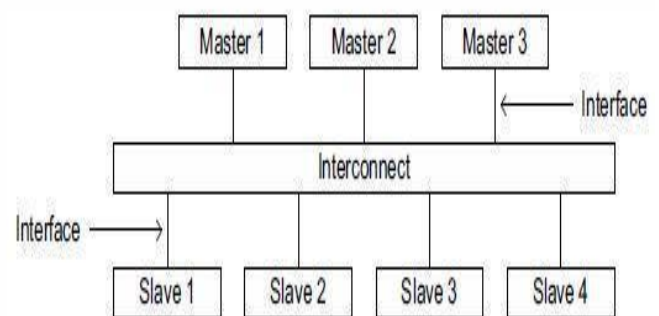 Master 1 Master 2 Master 3
Interface
Interconnect
Interface
Slave 1 Slave 2 Slave 3 Slave 4